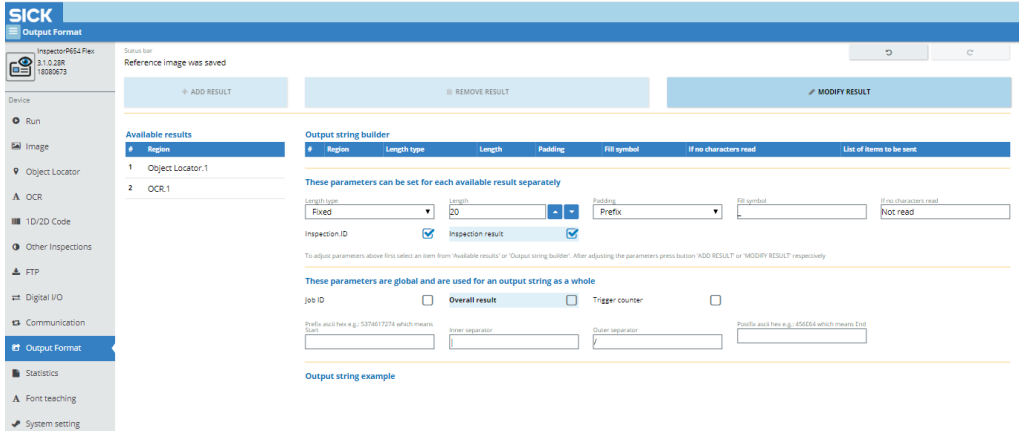 SICK
Output Format
InspectorP654 Flex
3.1.0.28R
18080673
Status bar
Reference image was saved
+ ADD RESULT
REMOVE RESULT
MODIFY RESULT
Device
Run
Image
Object Locator
OCR
1D/2D Code
Other Inspections
FTP
Digital I/O
Communication
Output Format
Statistics
Font teaching
System setting
Available results
# Region
1 Object Locator.1
2 OCR.1
Output string builder
# Region Length type Length Padding Fill symbol If no characters read List of items to be sent
These parameters can be set for each available result separately
Length type Length Padding Fill symbol If no characters read
Fixed 20 Prefix _ Not read
Inspection.ID Inspection result
To adjust parameters above first select an item from 'Available results' or 'Output string builder'. After adjusting the parameters press button 'ADD RESULT' or 'MODIFY RESULT' respectively
These parameters are global and are used for an output string as a whole
Job ID Overall result Trigger counter
Prefix ascii hex e.g.: 5374617274 which means Start
Inner separator
|
Outer separator
/
Postfix ascii hex e.g.: 456E64 which means End
Output string example